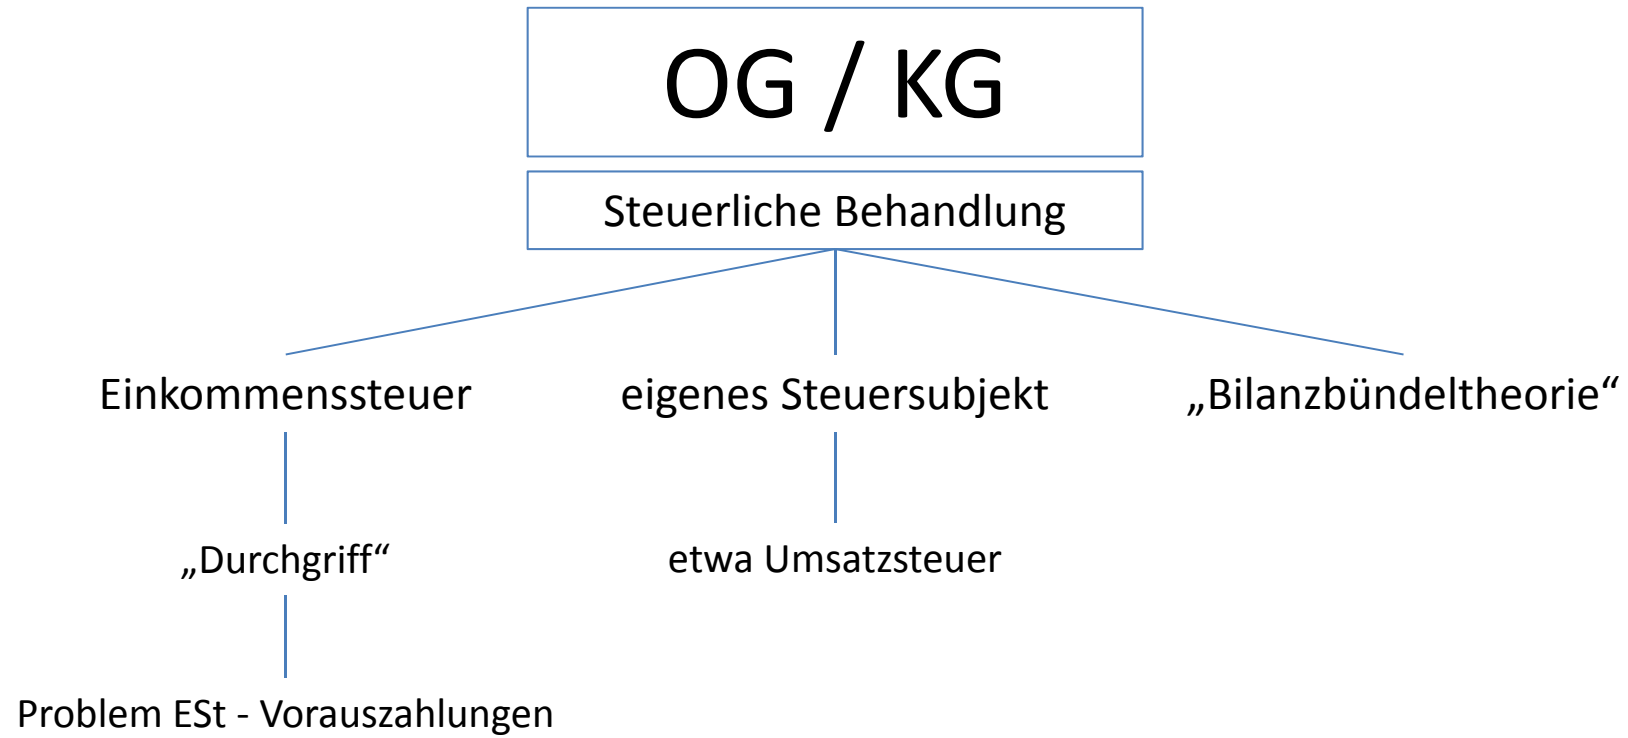 OG / KG
Steuerliche Behandlung
Einkommenssteuer
eigenes Steuersubjekt
„Bilanzbündeltheorie“
„Durchgriff“
etwa Umsatzsteuer
Problem ESt - Vorauszahlungen